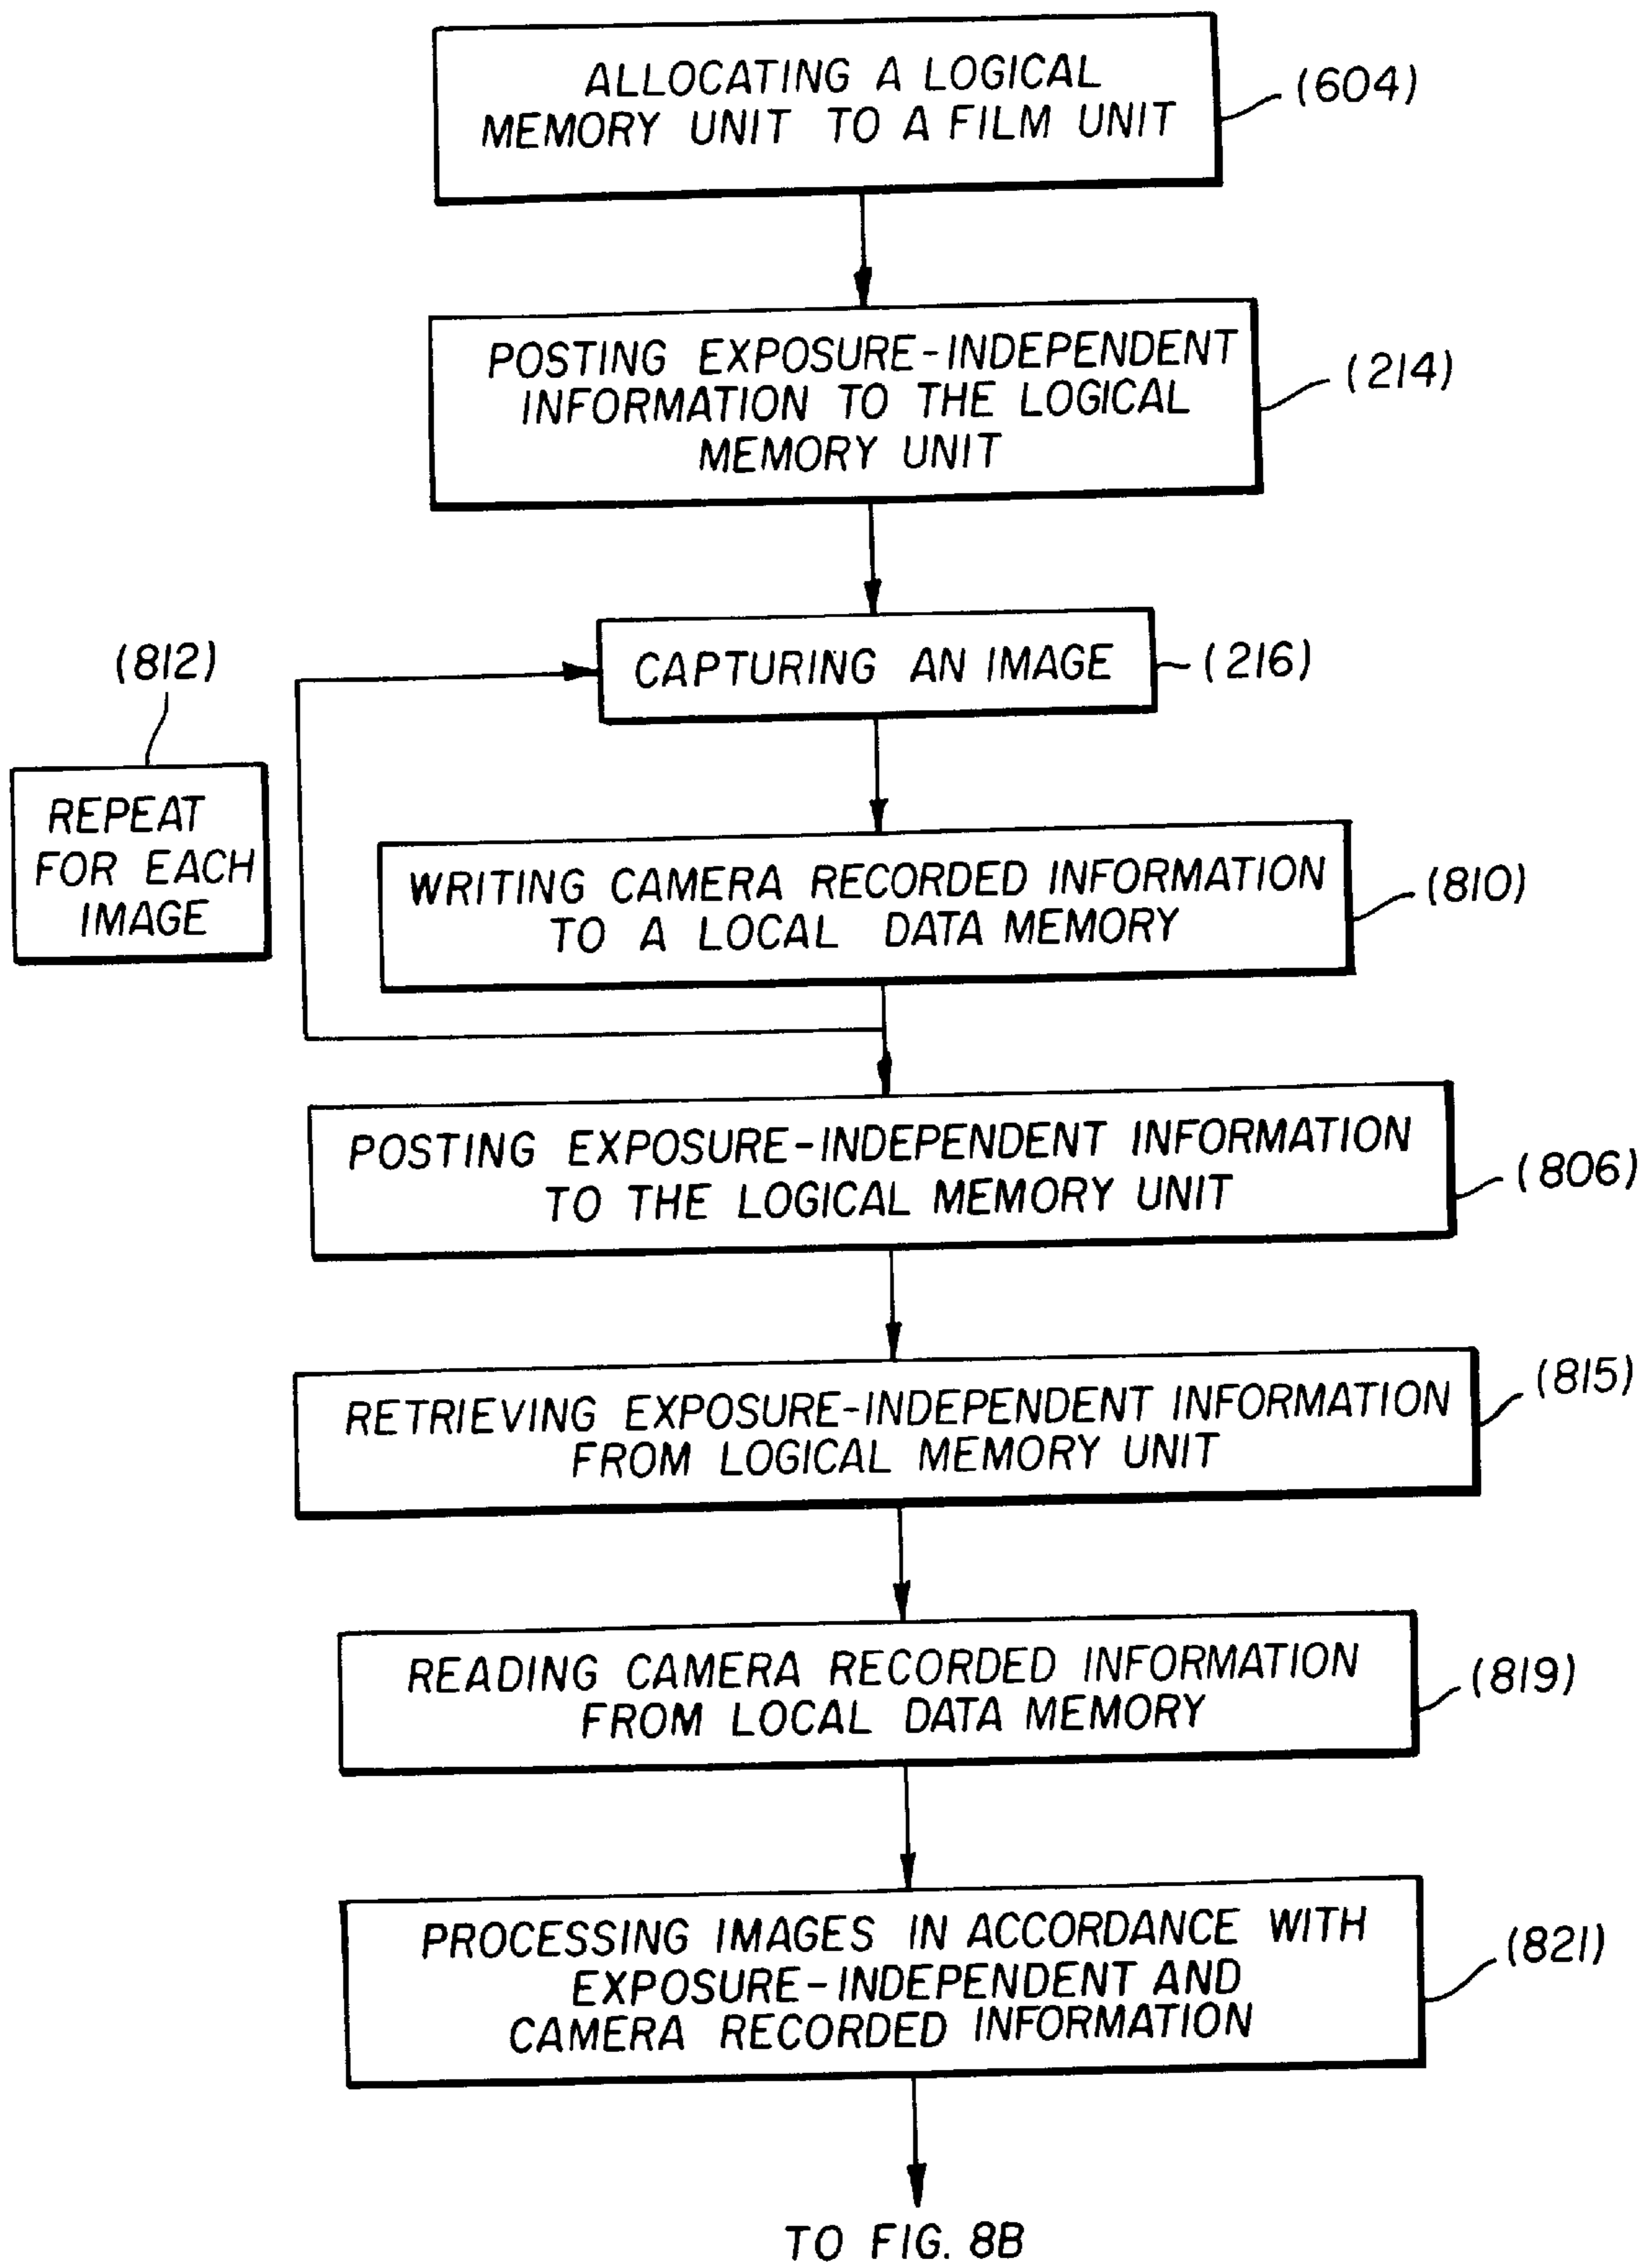 ALLOCATING A LOGICAL
MEMORY UNIT TO A FILM UNIT
(604)
POSTING EXPOSURE-INDEPENDENT
INFORMATION TO THE LOGICAL
MEMORY UNIT
(214)
CAPTURING AN IMAGE
(216)
(812)
REPEAT
FOR EACH
IMAGE
WRITING CAMERA RECORDED INFORMATION
TO A LOCAL DATA MEMORY
(810)
POSTING EXPOSURE-INDEPENDENT INFORMATION
TO THE LOGICAL MEMORY UNIT
(806)
RETRIEVING EXPOSURE-INDEPENDENT INFORMATION
FROM LOGICAL MEMORY UNIT
(815)
READING CAMERA RECORDED INFORMATION
FROM LOCAL DATA MEMORY
(819)
PROCESSING IMAGES IN ACCORDANCE WITH
EXPOSURE-INDEPENDENT AND
CAMERA RECORDED INFORMATION
(821)
TO FIG. 8B